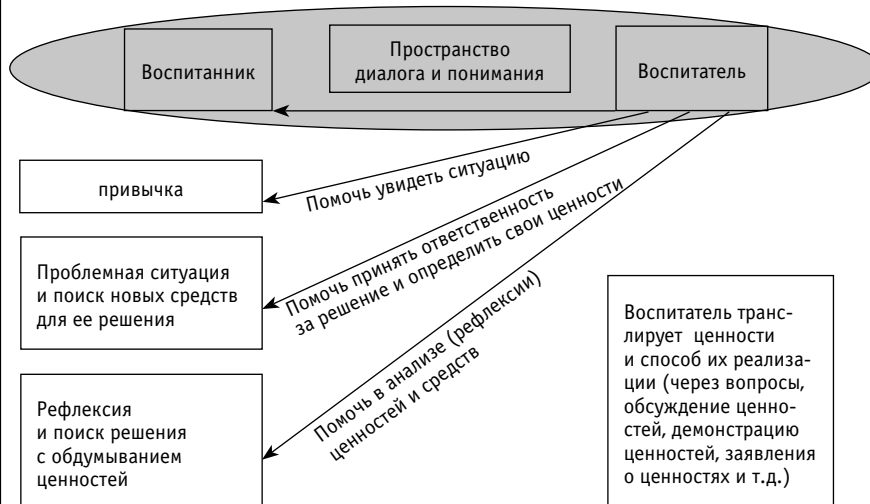 Воспитанник
Пространство
диалога и понимания
Воспитатель
привычка
Помочь увидеть ситуацию
Проблемная ситуация
и поиск новых средств
для ее решения
Помочь принять ответственность
за решение и определить свои ценности
Рефлексия
и поиск решения
с обдумыванием
ценностей
Помочь в анализе (рефлексии)
ценностей и средств
Воспитатель транс-
лирует ценности
и способ их реализа-
ции (через вопросы,
обсуждение ценно-
стей, демонстрацию
ценностей, заявления
о ценностях и т.д.)